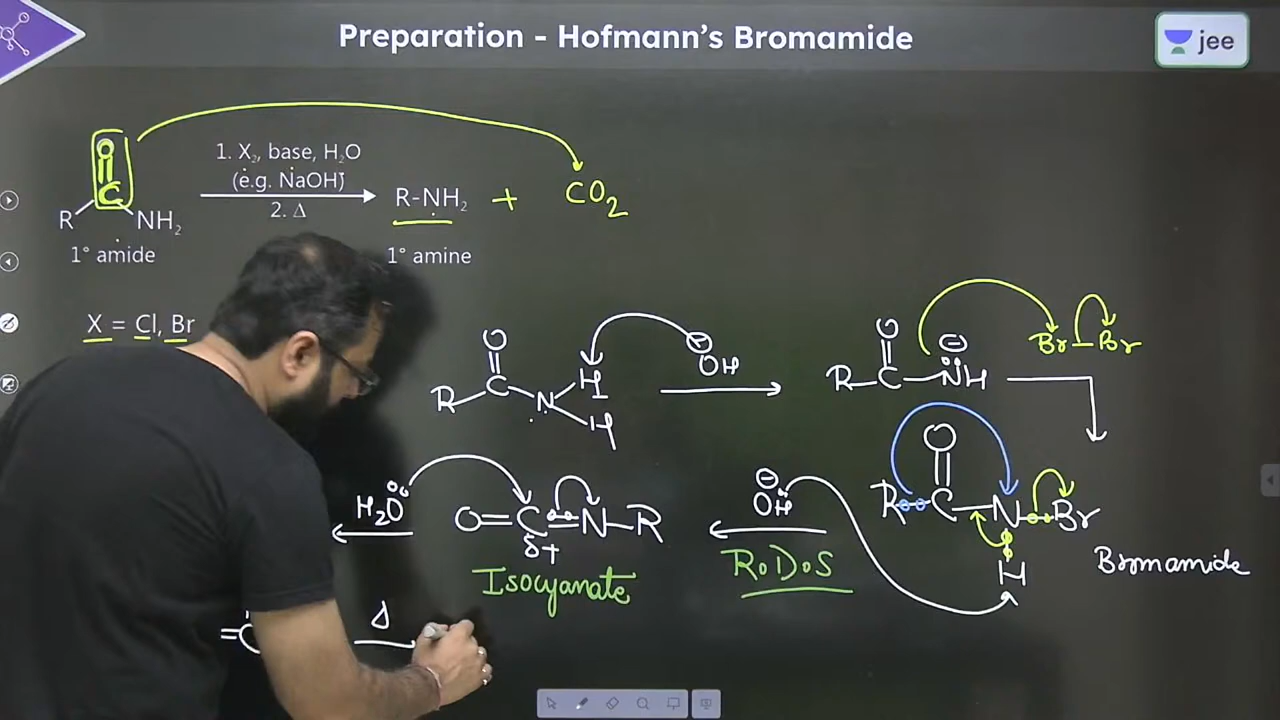 Preparation - Hofmann's Bromamide
jee
O
C
R
NH₂
1° amide
1. X₂, base, H₂O
(e.g. NaOH)
2. Δ
R-NH₂ + CO₂
1° amine
X = Cl, Br
O
R C N H
H
⊖
OH
O
R-C-N̈H
⊖
Br-Br
O
R C N Br
H
Bromamide
⊖
OH
RoDoS
H₂O
O=C=N-R
δ+
Isocyanate
=C
Δ